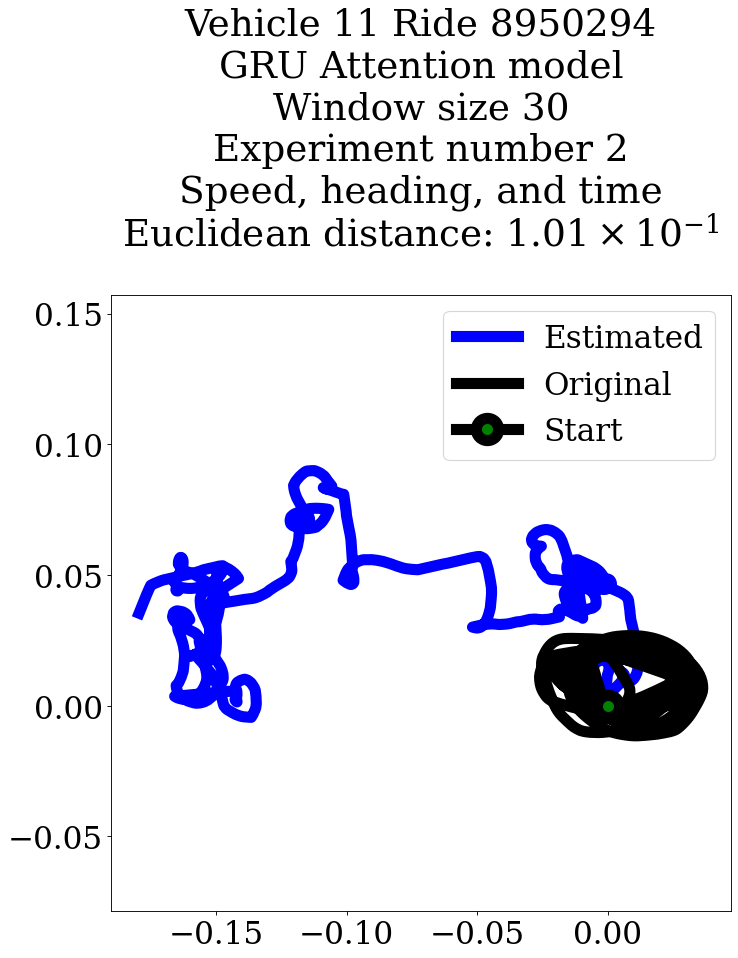 Vehicle 11 Ride 8950294
GRU Attention model
Window size 30
Experiment number 2
Speed, heading, and time
Euclidean distance: 1.01 × 10⁻¹
Estimated
Original
Start
0.15
0.10
0.05
0.00
−0.05
−0.15
−0.10
−0.05
0.00